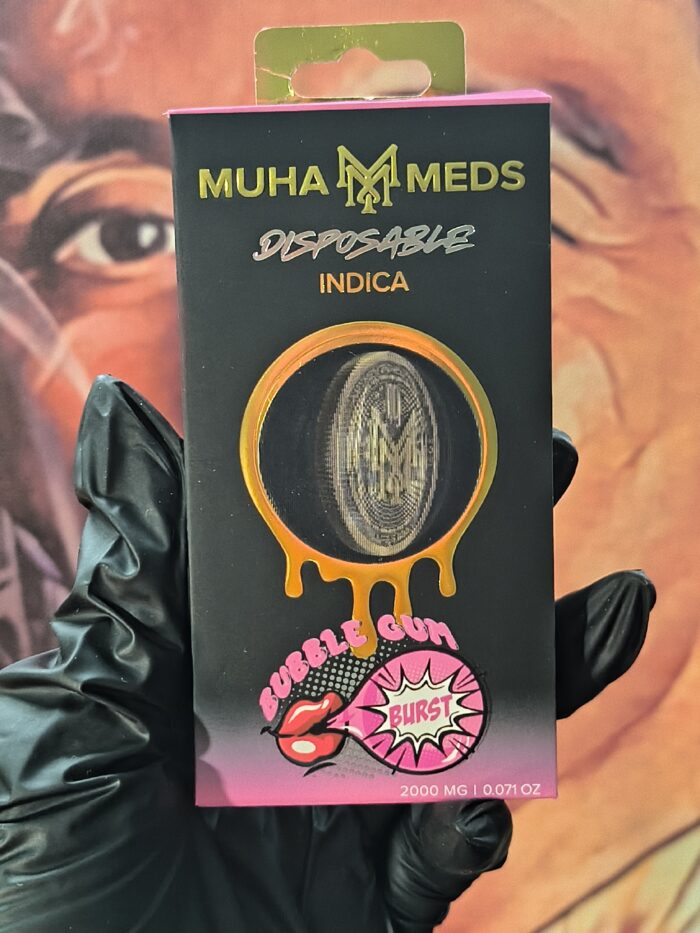 MUHA MEDS
DISPOSABLE
INDICA
BUBBLE GUM
BURST
2000 MG | 0.071 OZ